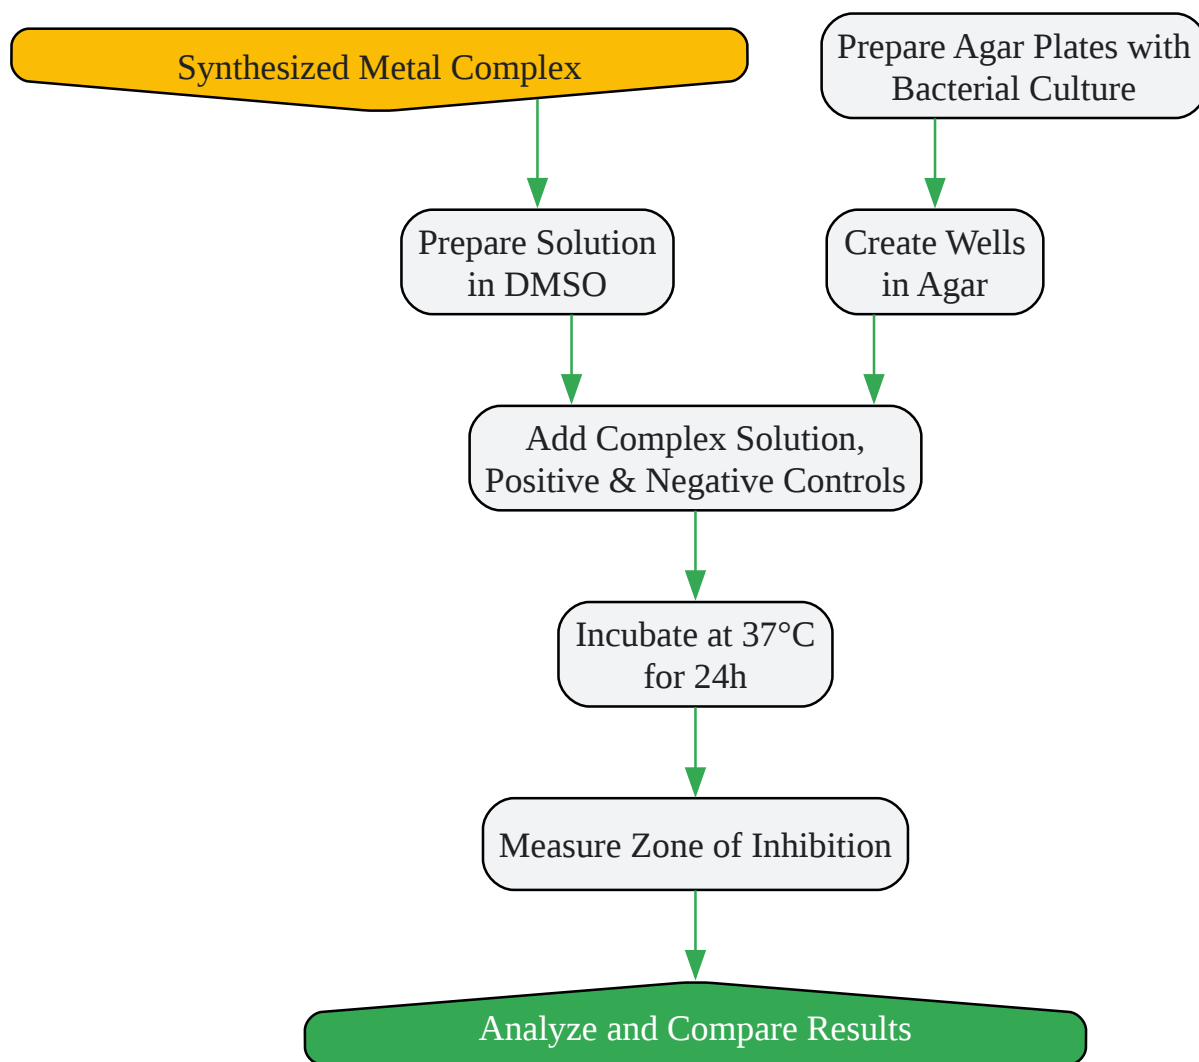 Synthesized Metal Complex
Prepare Agar Plates with
Bacterial Culture
Prepare Solution
in DMSO
Create Wells
in Agar
Add Complex Solution,
Positive & Negative Controls
Incubate at 37°C
for 24h
Measure Zone of Inhibition
Analyze and Compare Results